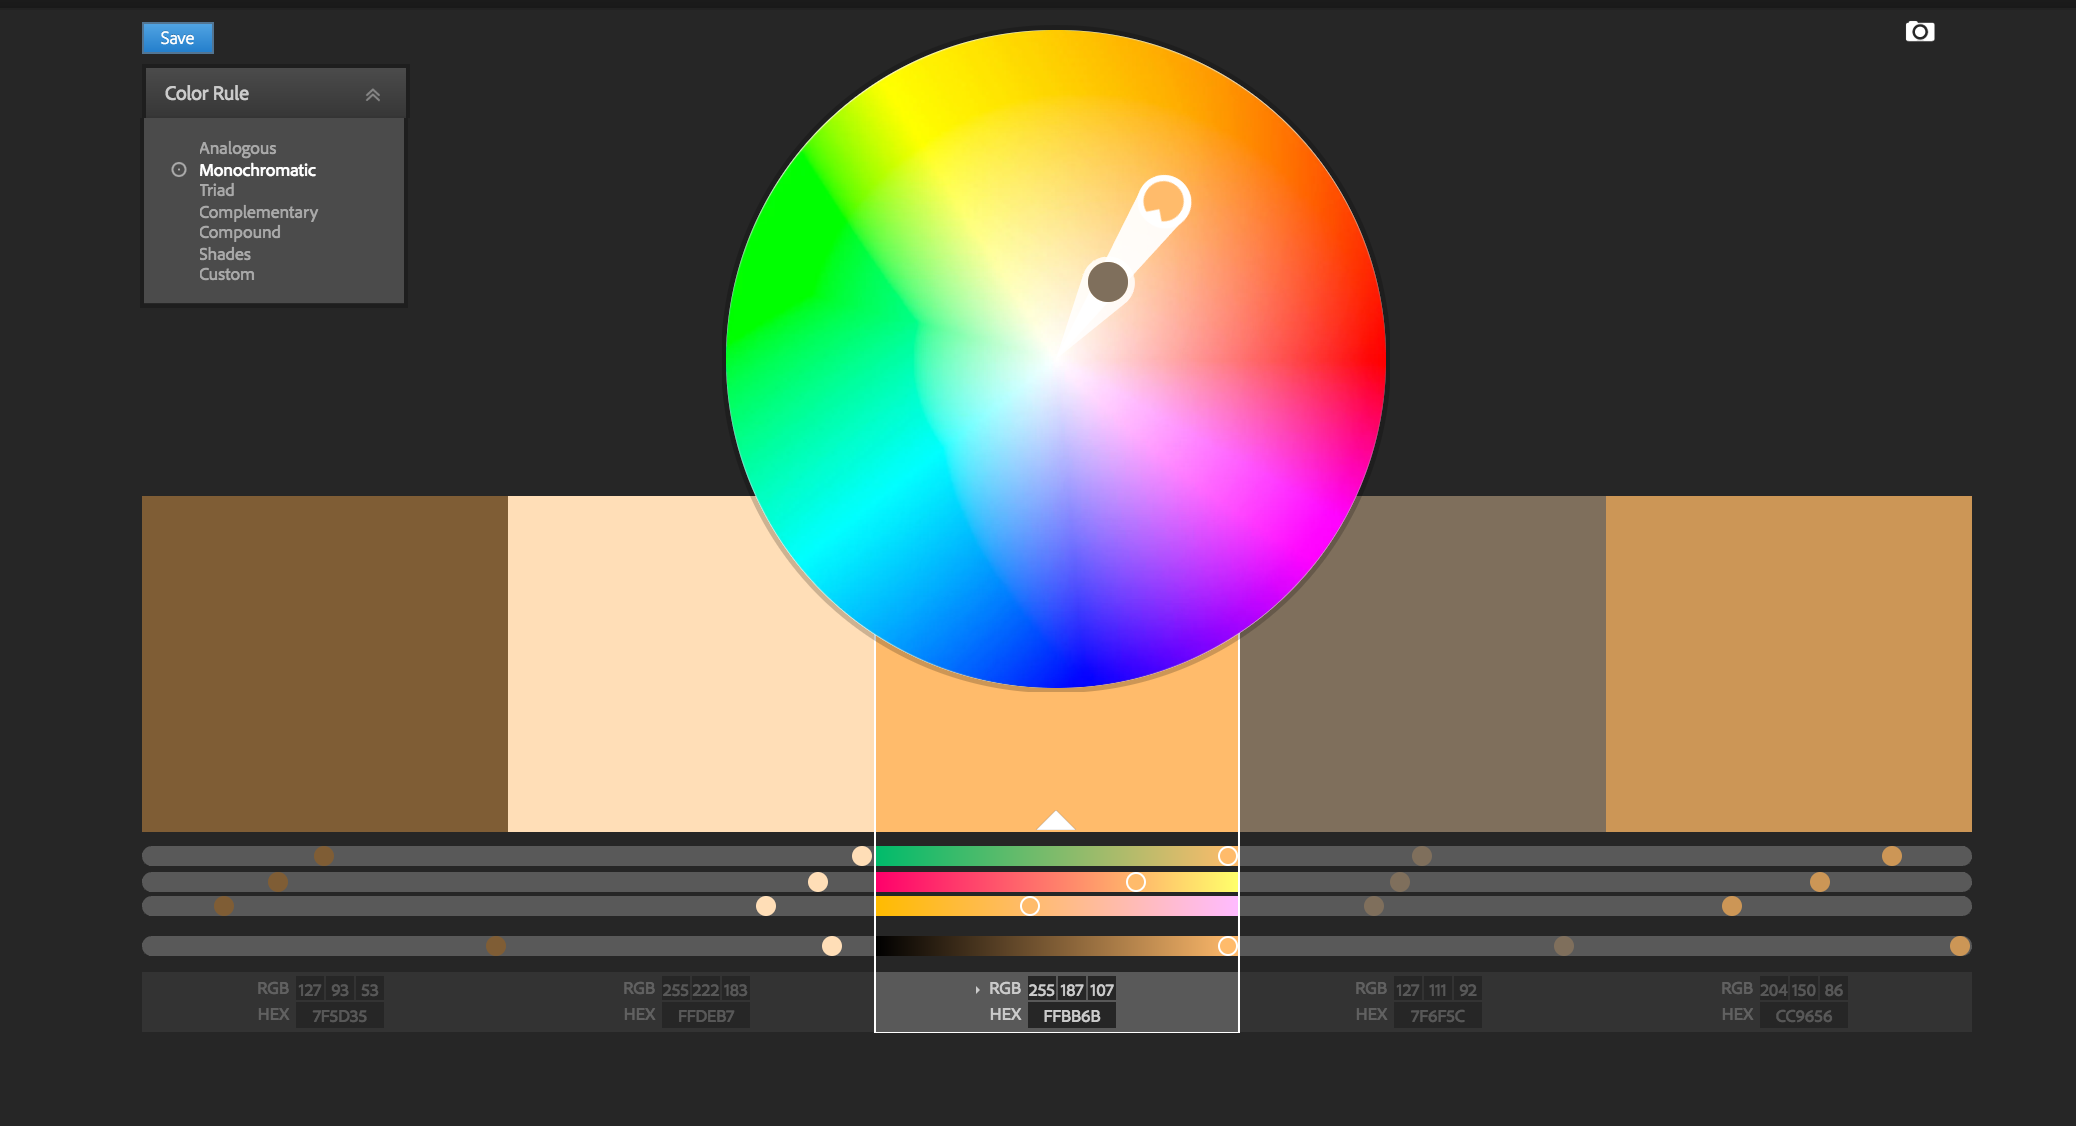 Save
Color Rule
Analogous
Monochromatic
Triad
Complementary
Compound
Shades
Custom
RGB 127 93 53
HEX 7F5D35
RGB 255 222 183
HEX FFDEB7
RGB 255 187 107
HEX FFBB6B
RGB 127 111 92
HEX 7F6F5C
RGB 204 150 86
HEX CC9656